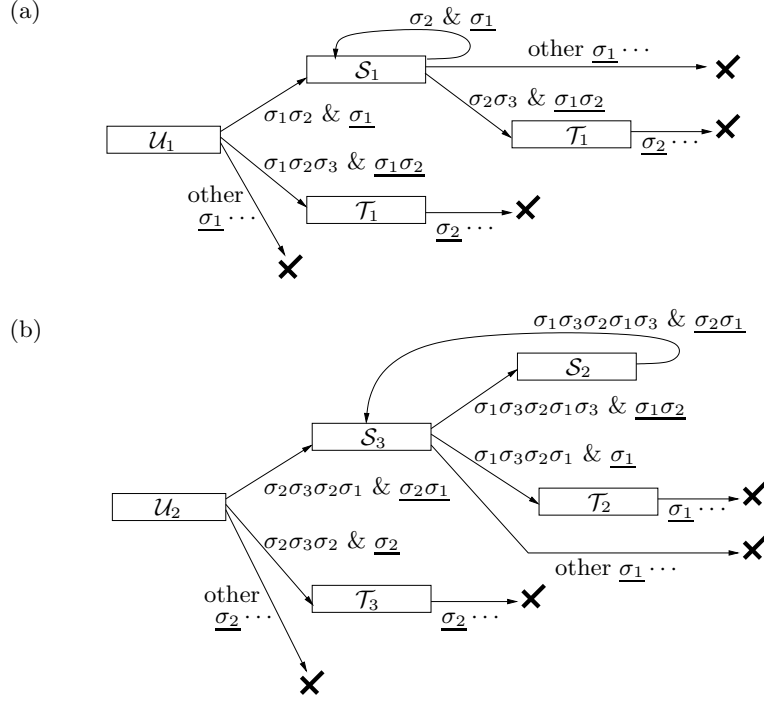 (a)
σ₂ & <u>σ₁</u>
other <u>σ₁</u> ···
𝒮₁
σ₂σ₃ & <u>σ₁σ₂</u>
σ₁σ₂ & <u>σ₁</u>
𝒰₁
𝒯₁
<u>σ₂</u> ···
σ₁σ₂σ₃ & <u>σ₁σ₂</u>
other
<u>σ₁</u> ···
𝒯₁
<u>σ₂</u> ···
(b)
σ₁σ₃σ₂σ₁σ₃ & <u>σ₂σ₁</u>
𝒮₂
σ₁σ₃σ₂σ₁σ₃ & <u>σ₁σ₂</u>
𝒮₃
σ₁σ₃σ₂σ₁ & <u>σ₁</u>
σ₂σ₃σ₂σ₁ & <u>σ₂σ₁</u>
𝒰₂
𝒯₂
<u>σ₁</u> ···
σ₂σ₃σ₂ & <u>σ₂</u>
other <u>σ₁</u> ···
other
<u>σ₂</u> ···
𝒯₃
<u>σ₂</u> ···